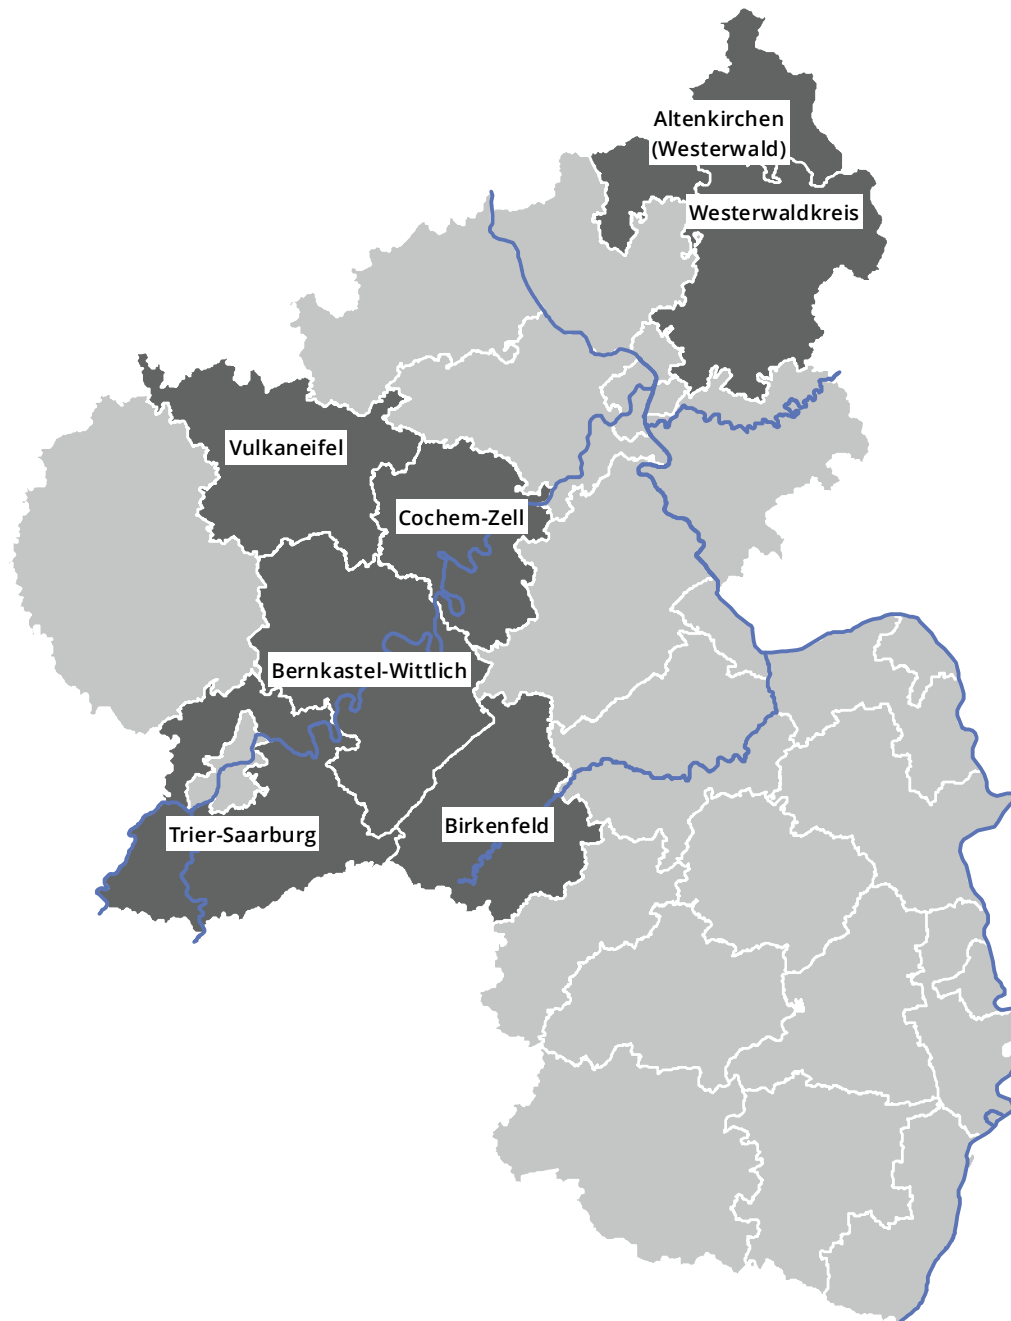 Altenkirchen
(Westerwald)
Westerwaldkreis
Vulkaneifel
Cochem-Zell
Bernkastel-Wittlich
Birkenfeld
Trier-Saarburg